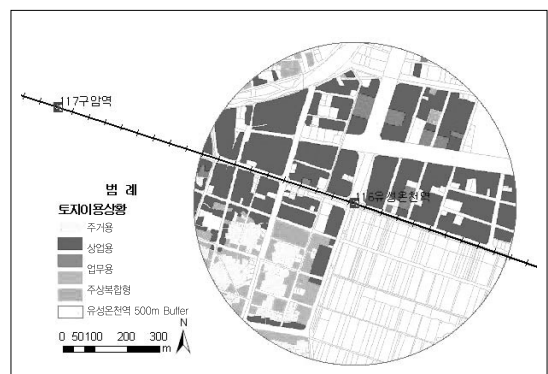 117구암역
116유성온천역
범 례
토지이용상황
주거용
상업용
업무용
주상복합형
유성온천역 500m Buffer
0 50100 200 300
m
N